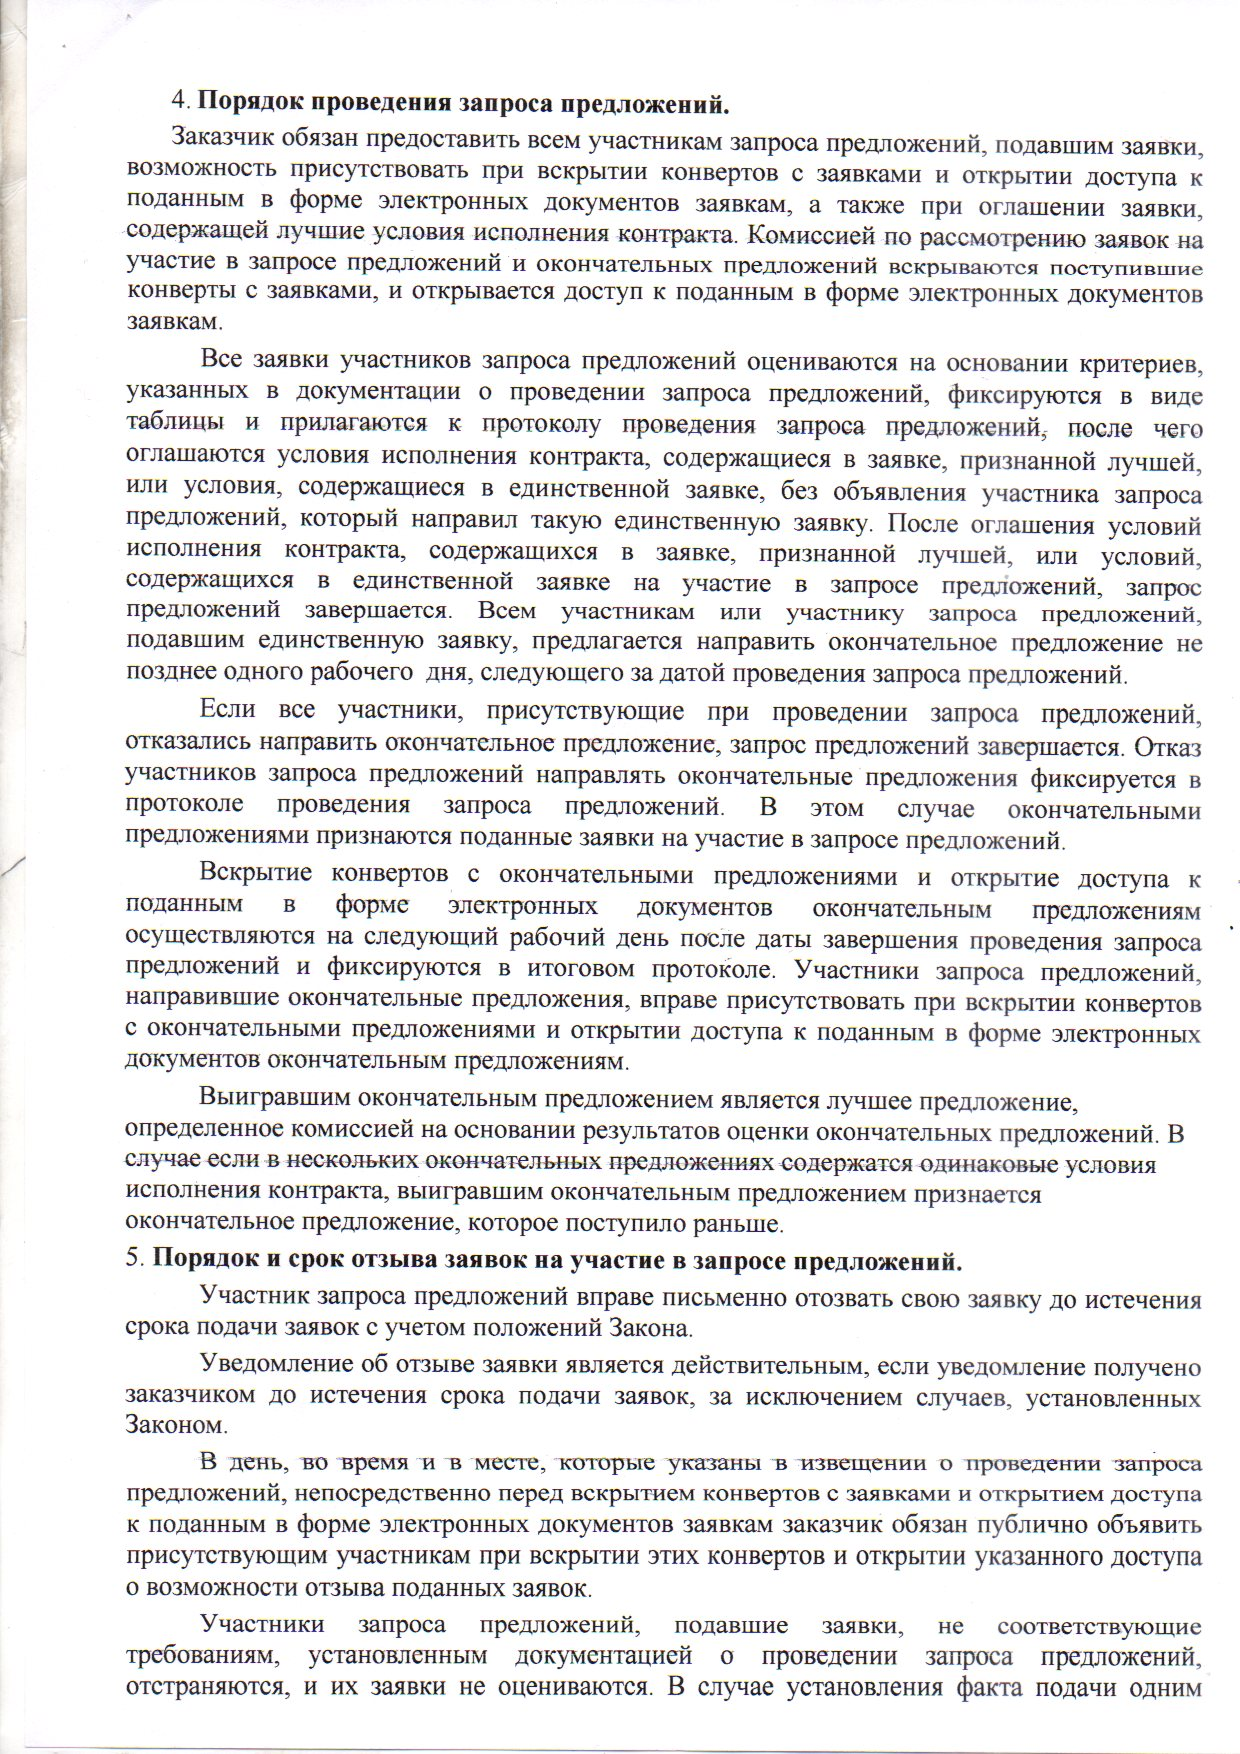 4. Порядок проведения запроса предложений.
Заказчик обязан предоставить всем участникам запроса предложений, подавшим заявки,
возможность присутствовать при вскрытии конвертов с заявками и открытии доступа к
поданным в форме электронных документов заявкам, а также при оглашении заявки,
содержащей лучшие условия исполнения контракта. Комиссией по рассмотрению заявок на
участие в запросе предложений и окончательных предложений вскрываются поступившие
конверты с заявками, и открывается доступ к поданным в форме электронных документов
заявкам.
Все заявки участников запроса предложений оцениваются на основании критериев,
указанных в документации о проведении запроса предложений, фиксируются в виде
таблицы и прилагаются к протоколу проведения запроса предложений, после чего
оглашаются условия исполнения контракта, содержащиеся в заявке, признанной лучшей,
или условия, содержащиеся в единственной заявке, без объявления участника запроса
предложений, который направил такую единственную заявку. После оглашения условий
исполнения контракта, содержащихся в заявке, признанной лучшей, или условий,
содержащихся в единственной заявке на участие в запросе предложений, запрос
предложений завершается. Всем участникам или участнику запроса предложений,
подавшим единственную заявку, предлагается направить окончательное предложение не
позднее одного рабочего дня, следующего за датой проведения запроса предложений.
Если все участники, присутствующие при проведении запроса предложений,
отказались направить окончательное предложение, запрос предложений завершается. Отказ
участников запроса предложений направлять окончательные предложения фиксируется в
протоколе проведения запроса предложений. В этом случае окончательными
предложениями признаются поданные заявки на участие в запросе предложений.
Вскрытие конвертов с окончательными предложениями и открытие доступа к
поданным в форме электронных документов окончательным предложениям
осуществляются на следующий рабочий день после даты завершения проведения запроса
предложений и фиксируются в итоговом протоколе. Участники запроса предложений,
направившие окончательные предложения, вправе присутствовать при вскрытии конвертов
с окончательными предложениями и открытии доступа к поданным в форме электронных
документов окончательным предложениям.
Выигравшим окончательным предложением является лучшее предложение,
определенное комиссией на основании результатов оценки окончательных предложений. В
случае если в нескольких окончательных предложениях содержатся одинаковые условия
исполнения контракта, выигравшим окончательным предложением признается
окончательное предложение, которое поступило раньше.
5. Порядок и срок отзыва заявок на участие в запросе предложений.
Участник запроса предложений вправе письменно отозвать свою заявку до истечения
срока подачи заявок с учетом положений Закона.
Уведомление об отзыве заявки является действительным, если уведомление получено
заказчиком до истечения срока подачи заявок, за исключением случаев, установленных
Законом.
В день, во время и в месте, которые указаны в извещении о проведении запроса
предложений, непосредственно перед вскрытием конвертов с заявками и открытием доступа
к поданным в форме электронных документов заявкам заказчик обязан публично объявить
присутствующим участникам при вскрытии этих конвертов и открытии указанного доступа
о возможности отзыва поданных заявок.
Участники запроса предложений, подавшие заявки, не соответствующие
требованиям, установленным документацией о проведении запроса предложений,
отстраняются, и их заявки не оцениваются. В случае установления факта подачи одним